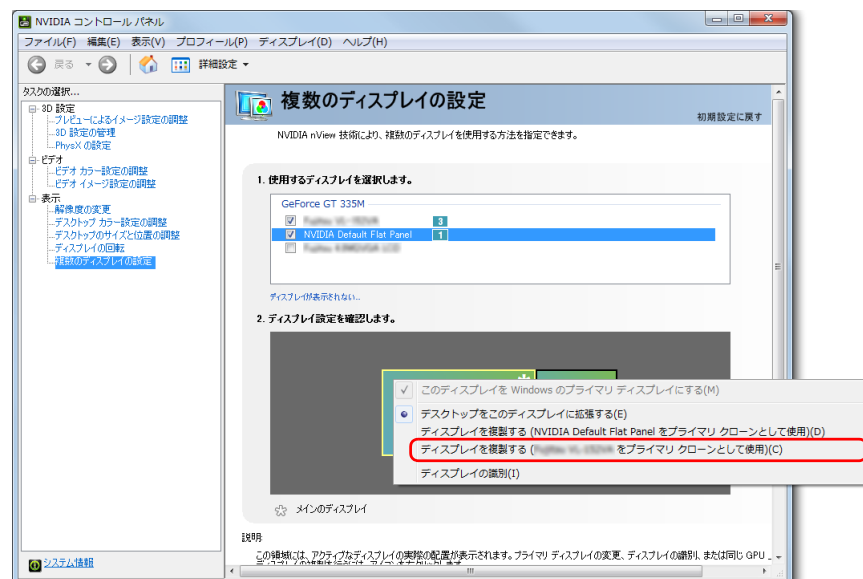 NVIDIA コントロール パネル
ファイル(F) 編集(E) 表示(V) プロフィール(P) ディスプレイ(D) ヘルプ(H)
戻る 詳細設定
タスクの選択...
3D 設定
プレビューによるイメージ設定の調整
3D 設定の管理
PhysX の設定
ビデオ
ビデオ カラー設定の調整
ビデオ イメージ設定の調整
表示
解像度の変更
デスクトップ カラー設定の調整
デスクトップのサイズと位置の調整
ディスプレイの回転
複数のディスプレイの設定
システム情報
複数のディスプレイの設定
初期設定に戻す
NVIDIA nView 技術により、複数のディスプレイを使用する方法を指定できます。
1. 使用するディスプレイを選択します。
GeForce GT 335M
3
NVIDIA Default Flat Panel 1
ディスプレイが表示されない...
2. ディスプレイ設定を確認します。
このディスプレイを Windows のプライマリ ディスプレイにする(M)
デスクトップをこのディスプレイに拡張する(E)
ディスプレイを複製する (NVIDIA Default Flat Panel をプライマリ クローンとして使用)(D)
ディスプレイを複製する ( をプライマリ クローンとして使用)(C)
ディスプレイの識別(I)
メインのディスプレイ
説明
この領域には、アクティブなディスプレイの実際の配置が表示されます。プライマリ ディスプレイの変更、ディスプレイの識別、または同じ GPU